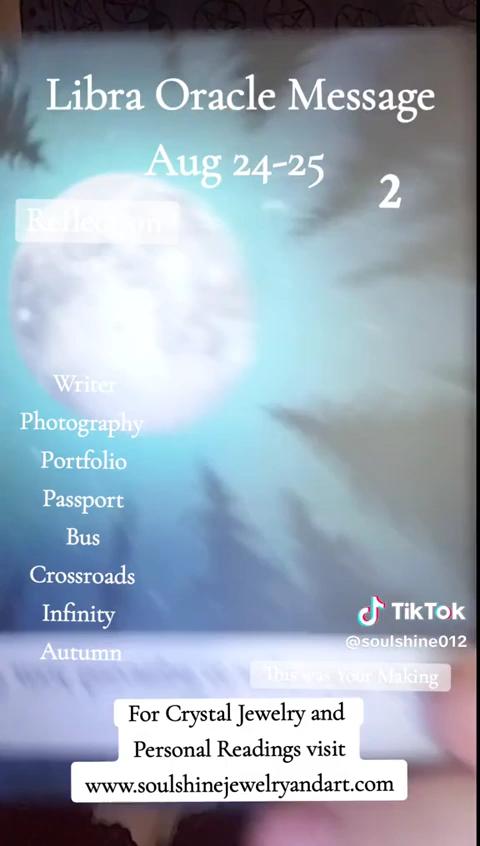 Libra Oracle Message
Aug 24-25
2
Reflection
Writer
Photography
Portfolio
Passport
Bus
Crossroads
Infinity
Autumn
TikTok
@soulshine012
This was Your Making
For Crystal Jewelry and
Personal Readings visit
www.soulshinejewelryandart.com